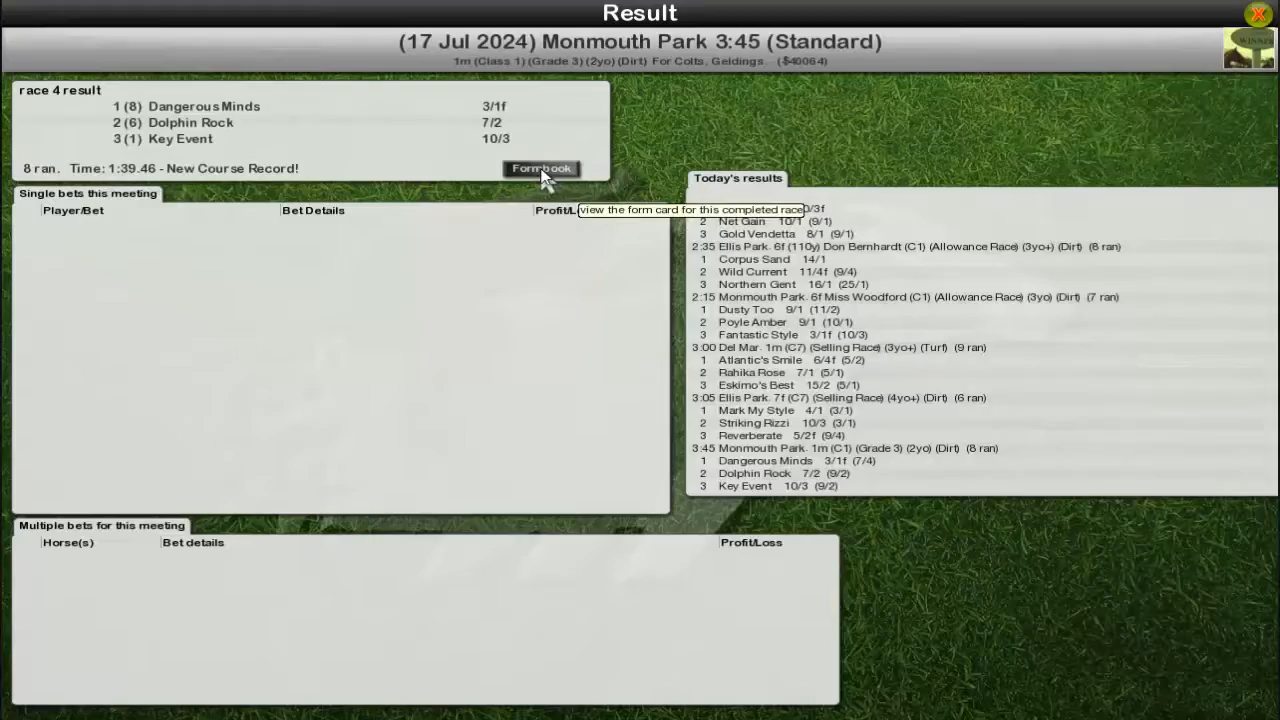 Result
X
(17 Jul 2024) Monmouth Park 3:45 (Standard)
1m (Class 1) (Grade 3) (2yo) (Dirt) For Colts, Geldings ($40064)
WINNER
race 4 result
1 (8) Dangerous Minds 3/1f
2 (6) Dolphin Rock 7/2
3 (1) Key Event 10/3
8 ran. Time: 1:39.46 - New Course Record!
Formbook
Single bets this meeting
Player/Bet Bet Details Profit/L
view the form card for this completed race
Today's results
0/3f
2 Net Gain 10/1 (9/1)
3 Gold Vendetta 8/1 (9/1)
2:35 Ellis Park. 6f (110y) Don Bernhardt (C1) (Allowance Race) (3yo+) (Dirt) (8 ran)
1 Corpus Sand 14/1
2 Wild Current 11/4f (9/4)
3 Northern Gent 16/1 (25/1)
2:15 Monmouth Park. 6f Miss Woodford (C1) (Allowance Race) (3yo) (Dirt) (7 ran)
1 Dusty Too 9/1 (11/2)
2 Poyle Amber 9/1 (10/1)
3 Fantastic Style 3/1f (10/3)
3:00 Del Mar. 1m (C7) (Selling Race) (3yo+) (Turf) (9 ran)
1 Atlantic's Smile 6/4f (5/2)
2 Rahika Rose 7/1 (5/1)
3 Eskimo's Best 15/2 (5/1)
3:05 Ellis Park. 7f (C7) (Selling Race) (4yo+) (Dirt) (6 ran)
1 Mark My Style 4/1 (3/1)
2 Striking Rizzi 10/3 (3/1)
3 Reverberate 5/2f (9/4)
3:45 Monmouth Park. 1m (C1) (Grade 3) (2yo) (Dirt) (8 ran)
1 Dangerous Minds 3/1f (7/4)
2 Dolphin Rock 7/2 (9/2)
3 Key Event 10/3 (9/2)
Multiple bets for this meeting
Horse(s) Bet details Profit/Loss